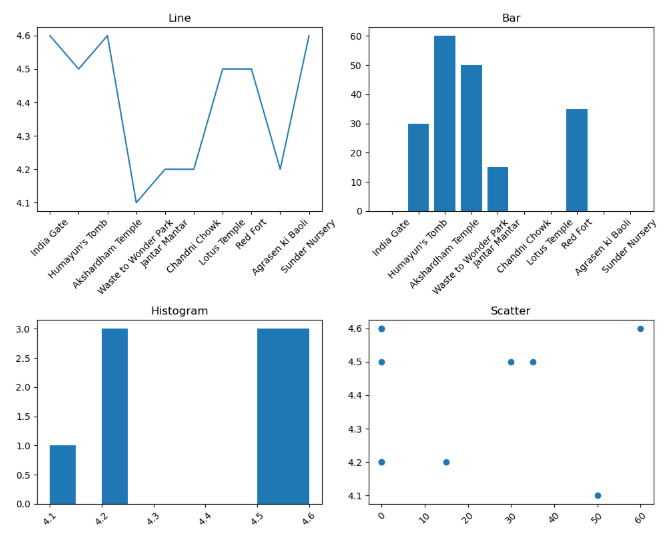 Line
4.6
4.5
4.4
4.3
4.2
4.1
India Gate
Humayun's Tomb
Akshardham Temple
Waste to Wonder Park
Jantar Mantar
Chandni Chowk
Lotus Temple
Red Fort
Agrasen ki Baoli
Sunder Nursery
Bar
60
50
40
30
20
10
0
India Gate
Humayun's Tomb
Akshardham Temple
Waste to Wonder Park
Jantar Mantar
Chandni Chowk
Lotus Temple
Red Fort
Agrasen ki Baoli
Sunder Nursery
Histogram
3.0
2.5
2.0
1.5
1.0
0.5
0.0
4.1
4.2
4.3
4.4
4.5
4.6
Scatter
4.6
4.5
4.4
4.3
4.2
4.1
0
10
20
30
40
50
60